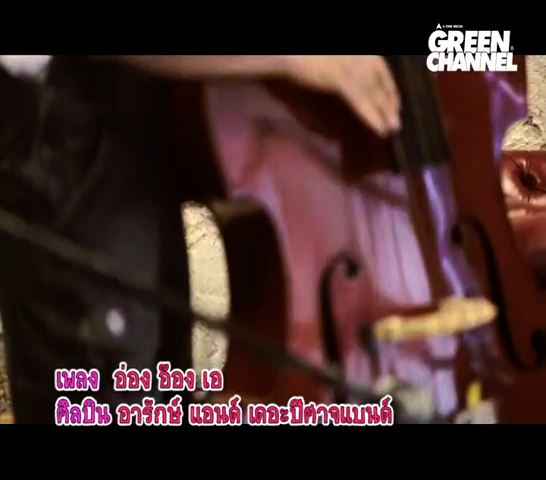 A-TIME MEDIA
GREEN
CHANNEL
เพลง อ่อง อ๊อง เอ
ศิลปิน อารักษ์ แอนด์ เดอะปีศาจแบนด์